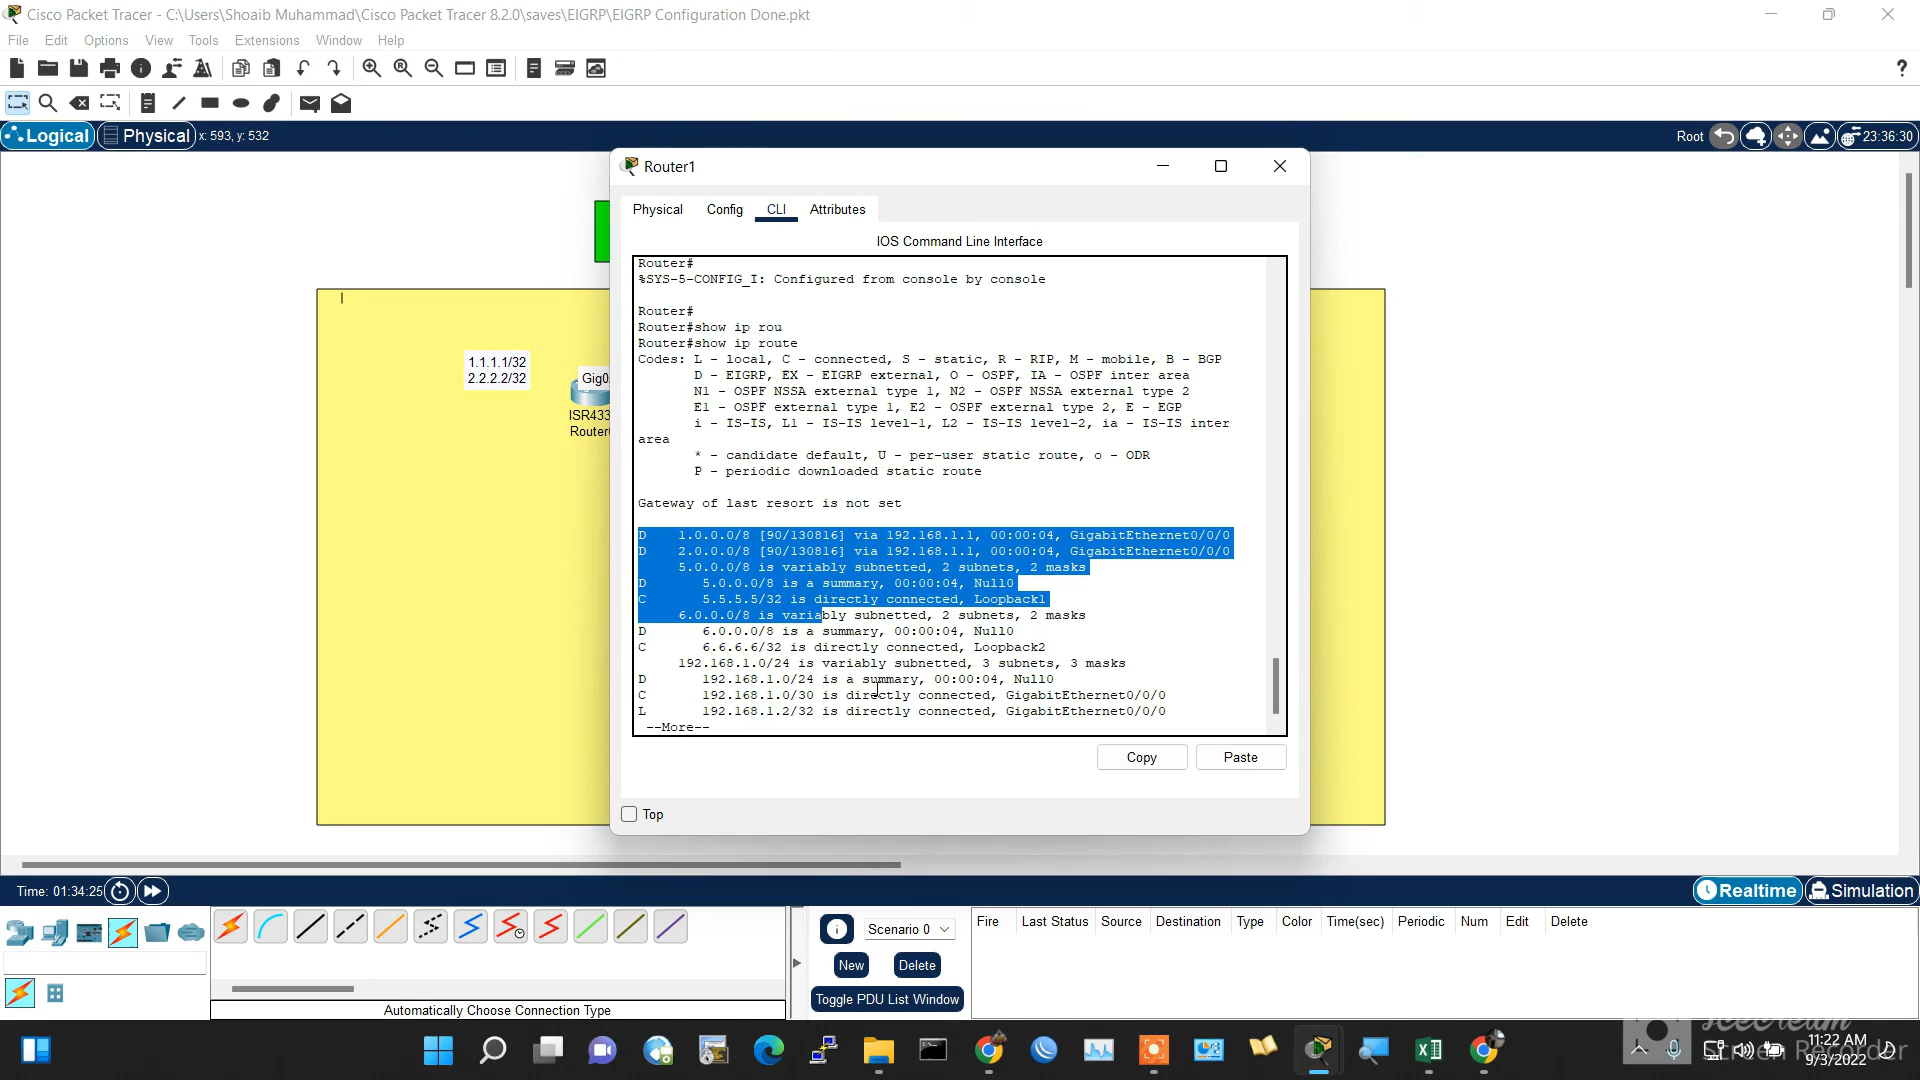 Cisco Packet Tracer - C:\Users\Shoaib Muhammad\Cisco Packet Tracer 8.2.0\saves\EIGRP\EIGRP Configuration Done.pkt
File Edit Options View Tools Extensions Window Help
Logical Physical x: 593, y: 532 Root 23:36:30
Router1
Physical Config CLI Attributes
IOS Command Line Interface
Router#
%SYS-5-CONFIG_I: Configured from console by console
Router#
Router#show ip rou
Router#show ip route
Codes: L - local, C - connected, S - static, R - RIP, M - mobile, B - BGP
D - EIGRP, EX - EIGRP external, O - OSPF, IA - OSPF inter area
N1 - OSPF NSSA external type 1, N2 - OSPF NSSA external type 2
E1 - OSPF external type 1, E2 - OSPF external type 2, E - EGP
i - IS-IS, L1 - IS-IS level-1, L2 - IS-IS level-2, ia - IS-IS inter
area
* - candidate default, U - per-user static route, o - ODR
P - periodic downloaded static route
Gateway of last resort is not set
D 1.0.0.0/8 [90/130816] via 192.168.1.1, 00:00:04, GigabitEthernet0/0/0
D 2.0.0.0/8 [90/130816] via 192.168.1.1, 00:00:04, GigabitEthernet0/0/0
5.0.0.0/8 is variably subnetted, 2 subnets, 2 masks
D 5.0.0.0/8 is a summary, 00:00:04, Null0
C 5.5.5.5/32 is directly connected, Loopback1
6.0.0.0/8 is variably subnetted, 2 subnets, 2 masks
D 6.0.0.0/8 is a summary, 00:00:04, Null0
C 6.6.6.6/32 is directly connected, Loopback2
192.168.1.0/24 is variably subnetted, 3 subnets, 3 masks
D 192.168.1.0/24 is a summary, 00:00:04, Null0
C 192.168.1.0/30 is directly connected, GigabitEthernet0/0/0
L 192.168.1.2/32 is directly connected, GigabitEthernet0/0/0
--More--
Copy Paste
Top
1.1.1.1/32
2.2.2.2/32
Gig0
ISR433
Router
Time: 01:34:25 Realtime Simulation
Scenario 0
New Delete
Toggle PDU List Window
Fire Last Status Source Destination Type Color Time(sec) Periodic Num Edit Delete
Automatically Choose Connection Type
11:22 AM
9/3/2022